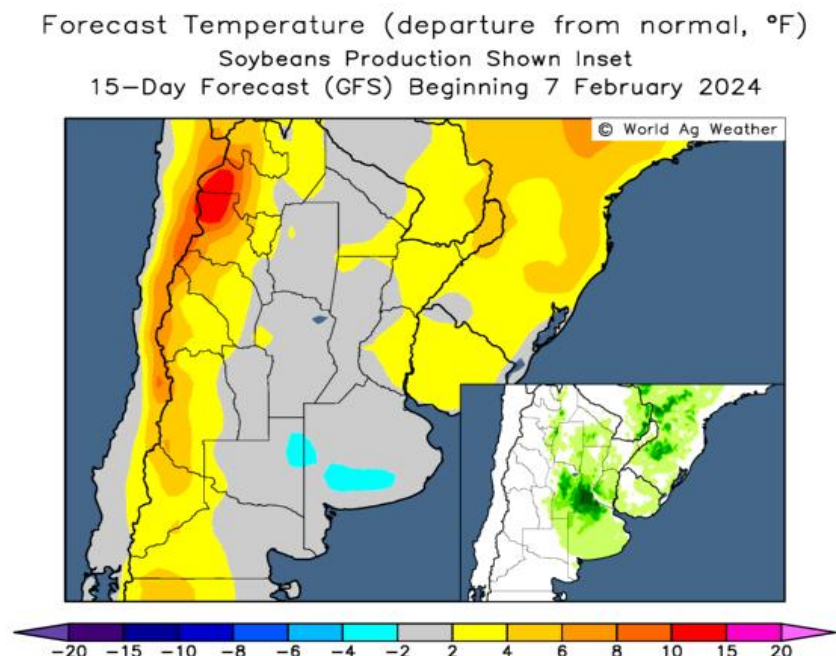 Forecast Temperature (departure from normal, °F)
Soybeans Production Shown Inset
15-Day Forecast (GFS) Beginning 7 February 2024
© World Ag Weather
-20 -15 -10 -8 -6 -4 -2 2 4 6 8 10 15 20